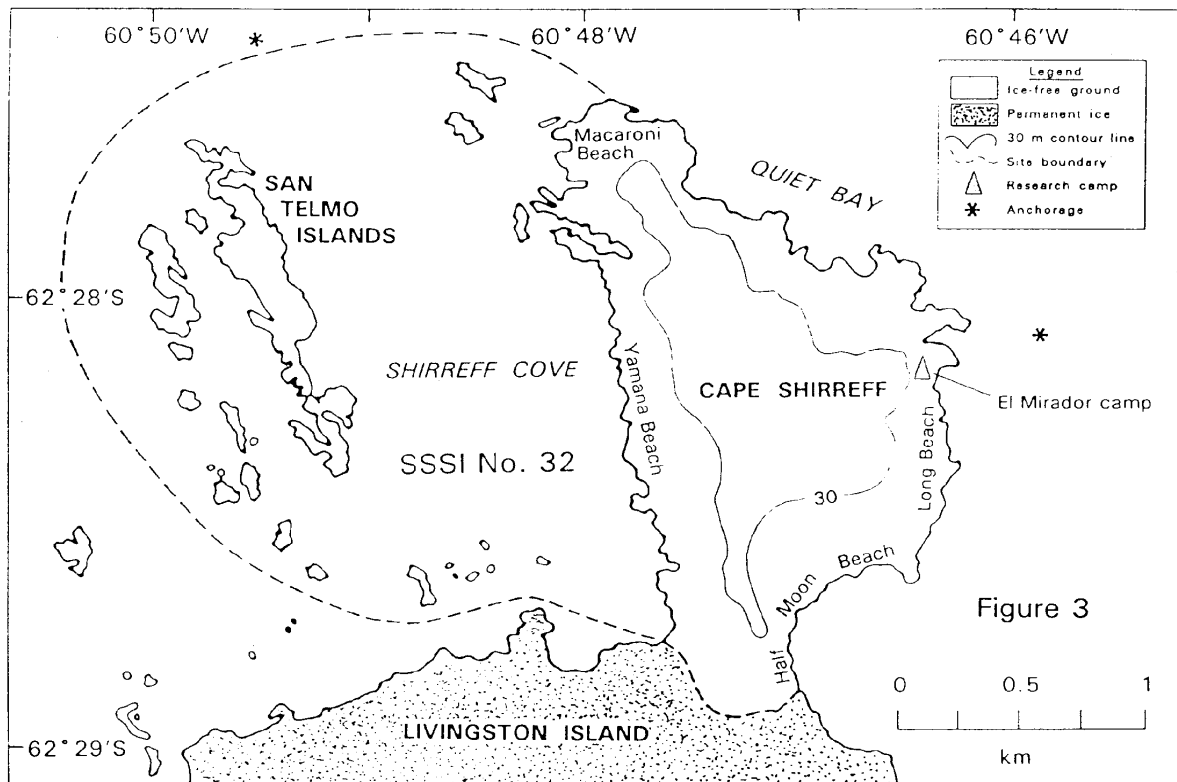 60°50'W
60°48'W
60°46'W
Legend
Ice-free ground
Permanent ice
30 m contour line
Site boundary
Research camp
Anchorage
Macaroni
Beach
QUIET BAY
SAN
TELMO
ISLANDS
62°28'S
SHIRREFF COVE
Yamana Beach
CAPE SHIRREFF
El Mirador camp
Long Beach
SSSI No. 32
30
Half Moon Beach
Figure 3
0 0.5 1
km
LIVINGSTON ISLAND
62°29'S